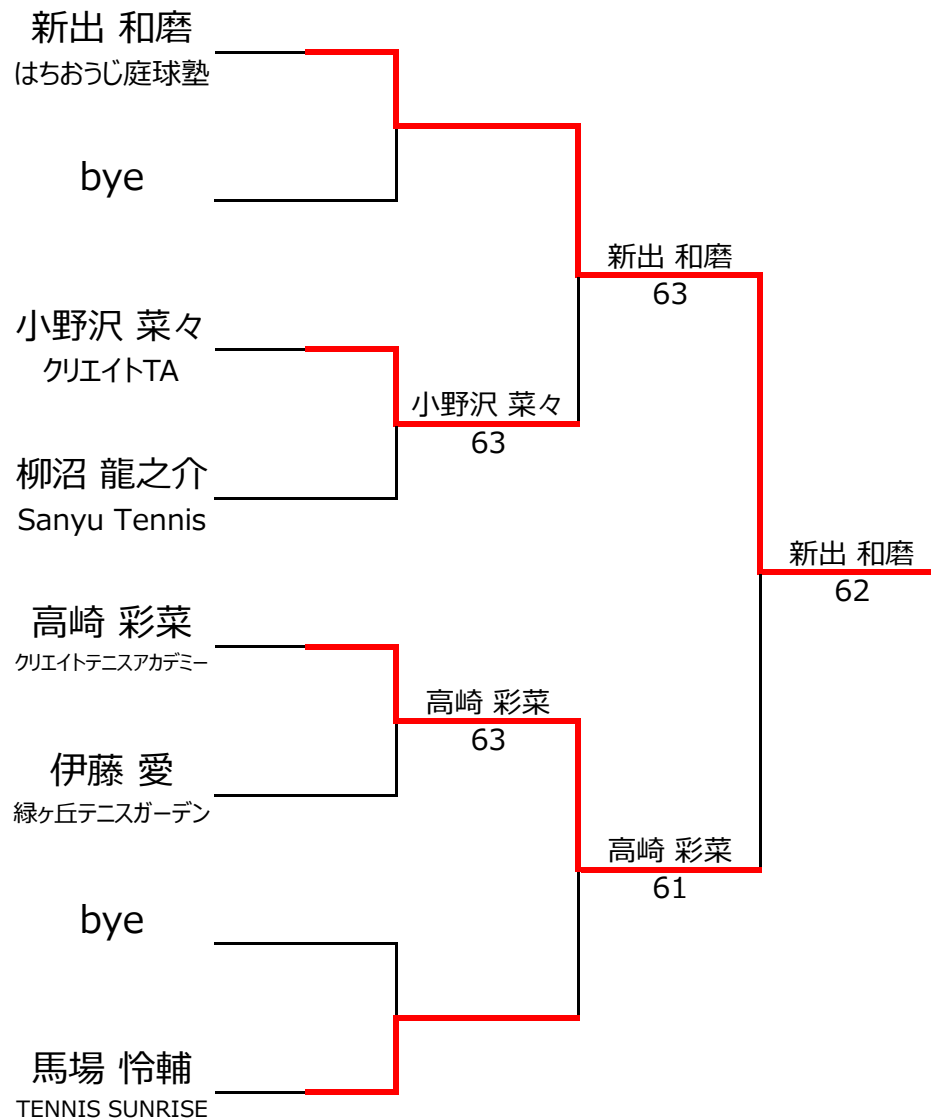 新出 和磨
はちおうじ庭球塾
bye
新出 和磨
63
小野沢 菜々
クリエイトTA
小野沢 菜々
63
柳沼 龍之介
Sanyu Tennis
新出 和磨
62
高崎 彩菜
クリエイトテニスアカデミー
高崎 彩菜
63
伊藤 愛
緑ヶ丘テニスガーデン
高崎 彩菜
61
bye
馬場 怜輔
TENNIS SUNRISE